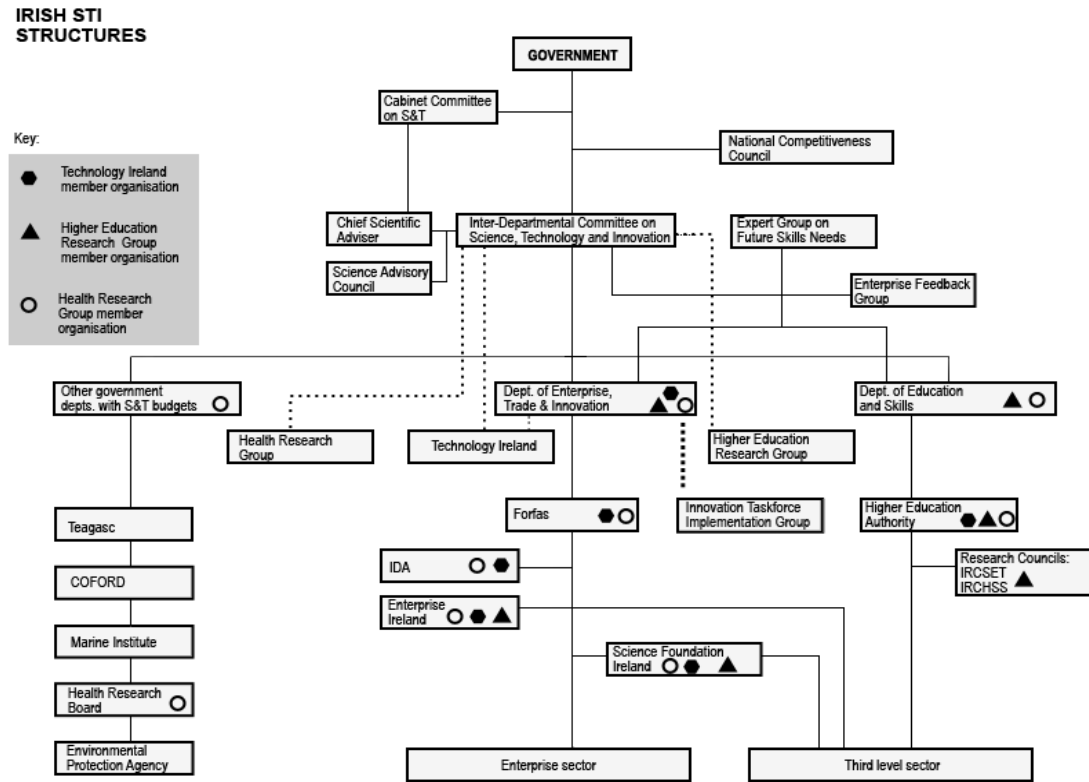 IRISH STI
STRUCTURES
GOVERNMENT
Cabinet Committee
on S&T
National Competitiveness
Council
Key:
Technology Ireland
member organisation
Higher Education
Research Group
member organisation
Health Research
Group member
organisation
Chief Scientific
Adviser
Inter-Departmental Committee on
Science, Technology and Innovation
Expert Group on
Future Skills Needs
Science Advisory
Council
Enterprise Feedback
Group
Other government
depts. with S&T budgets
Dept. of Enterprise,
Trade & Innovation
Dept. of Education
and Skills
Health Research
Group
Technology Ireland
Higher Education
Research Group
Teagasc
Forfas
Innovation Taskforce
Implementation Group
Higher Education
Authority
COFORD
IDA
Research Councils:
IRCSET
IRCHSS
Enterprise
Ireland
Marine Institute
Science Foundation
Ireland
Health Research
Board
Environmental
Protection Agency
Enterprise sector
Third level sector